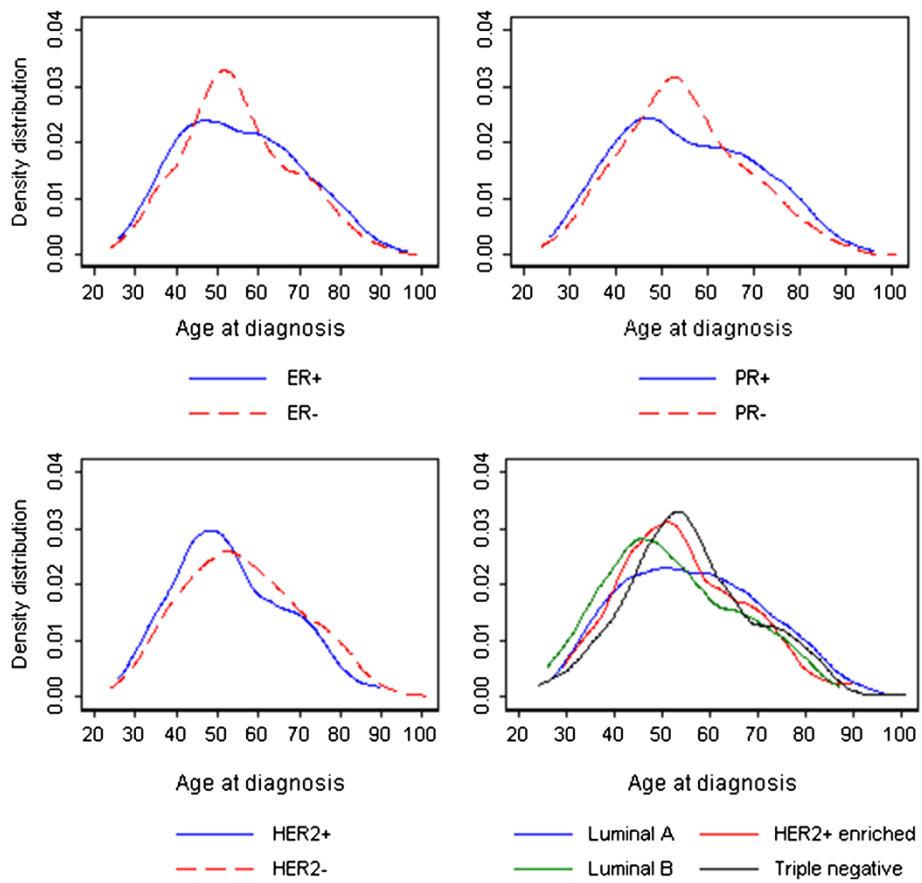 Density distribution
0.00 0.01 0.02 0.03 0.04
20 30 40 50 60 70 80 90 100
Age at diagnosis
ER+
ER-
0.00 0.01 0.02 0.03 0.04
20 30 40 50 60 70 80 90 100
Age at diagnosis
PR+
PR-
Density distribution
0.00 0.01 0.02 0.03 0.04
20 30 40 50 60 70 80 90 100
Age at diagnosis
HER2+
HER2-
0.00 0.01 0.02 0.03 0.04
20 30 40 50 60 70 80 90 100
Age at diagnosis
Luminal A HER2+ enriched
Luminal B Triple negative